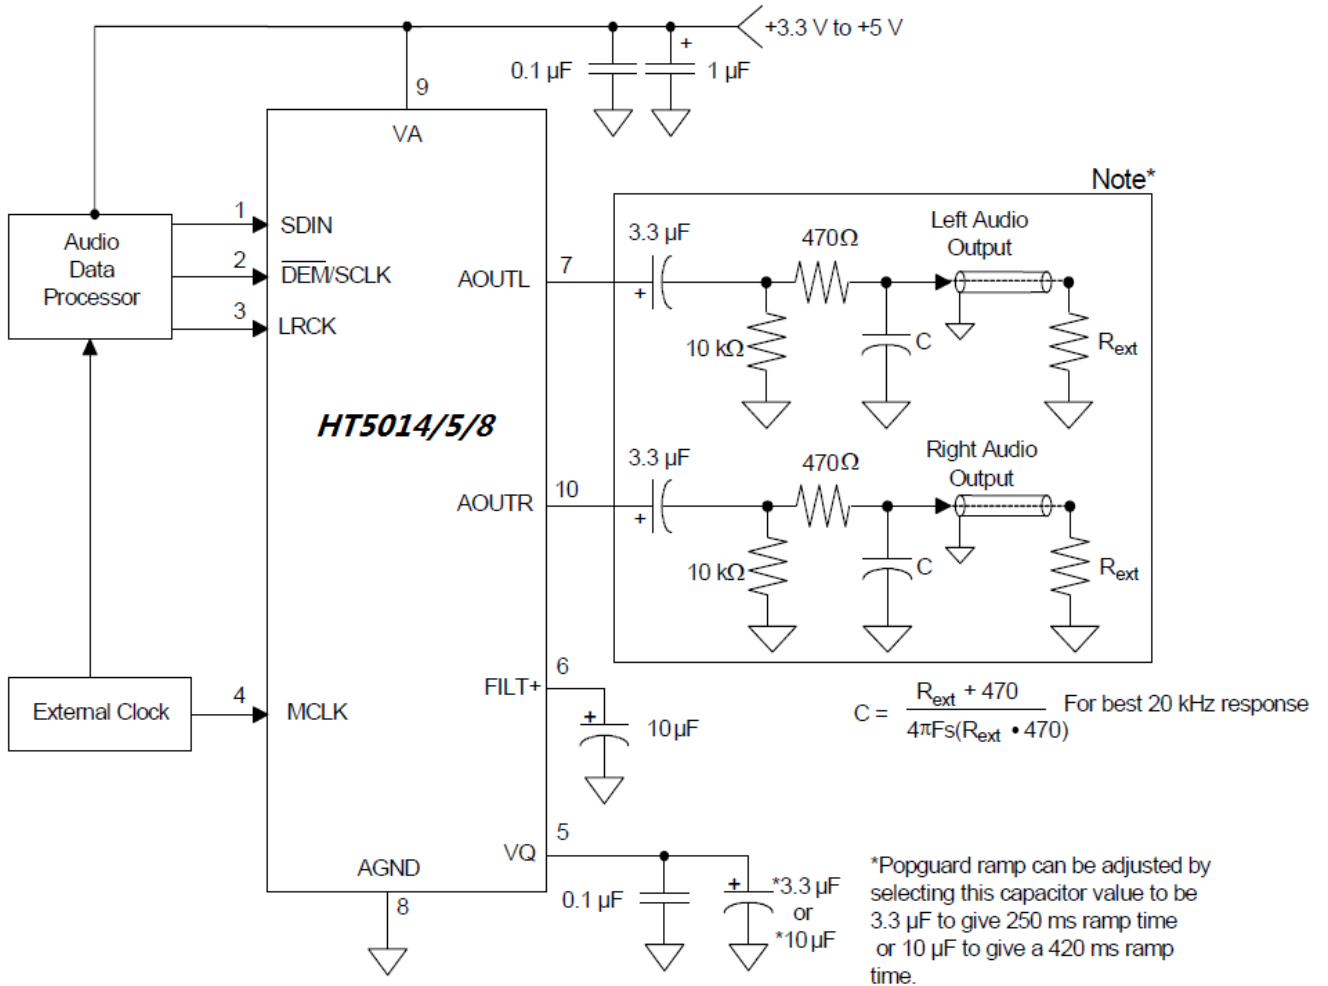 +3.3 V to +5 V
0.1 µF
1 µF
+
9
VA
Note*
Audio
Data
Processor
1
SDIN
2
DEM/SCLK
3
LRCK
AOUTL
7
3.3 µF
+
470Ω
10 kΩ
C
Left Audio
Output
Rext
HT5014/5/8
AOUTR
10
3.3 µF
+
470Ω
10 kΩ
C
Right Audio
Output
Rext
External Clock
4
MCLK
FILT+
6
+
10µF
C = Rext + 470 / 4πFs(Rext • 470) For best 20 kHz response
VQ
5
0.1 µF
+
*3.3 µF
or
*10µF
AGND
8
*Popguard ramp can be adjusted by
selecting this capacitor value to be
3.3 µF to give 250 ms ramp time
or 10 µF to give a 420 ms ramp
time.